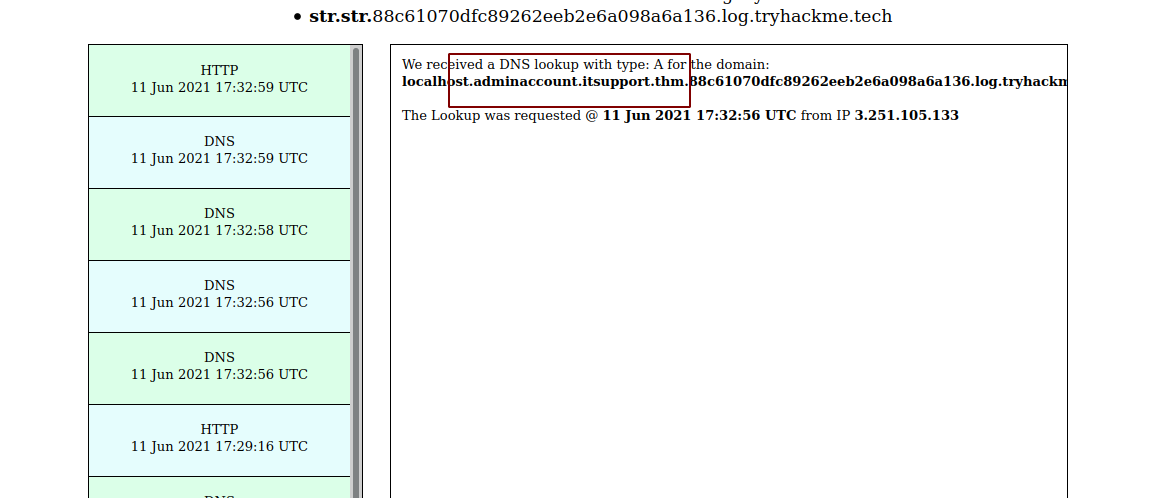 • str.str.88c61070dfc89262eeb2e6a098a6a136.log.tryhackme.tech
HTTP
11 Jun 2021 17:32:59 UTC
DNS
11 Jun 2021 17:32:59 UTC
DNS
11 Jun 2021 17:32:58 UTC
DNS
11 Jun 2021 17:32:56 UTC
DNS
11 Jun 2021 17:32:56 UTC
HTTP
11 Jun 2021 17:29:16 UTC
We received a DNS lookup with type: A for the domain:
localhost.adminaccount.itsupport.thm.88c61070dfc89262eeb2e6a098a6a136.log.tryhackm
The Lookup was requested @ 11 Jun 2021 17:32:56 UTC from IP 3.251.105.133